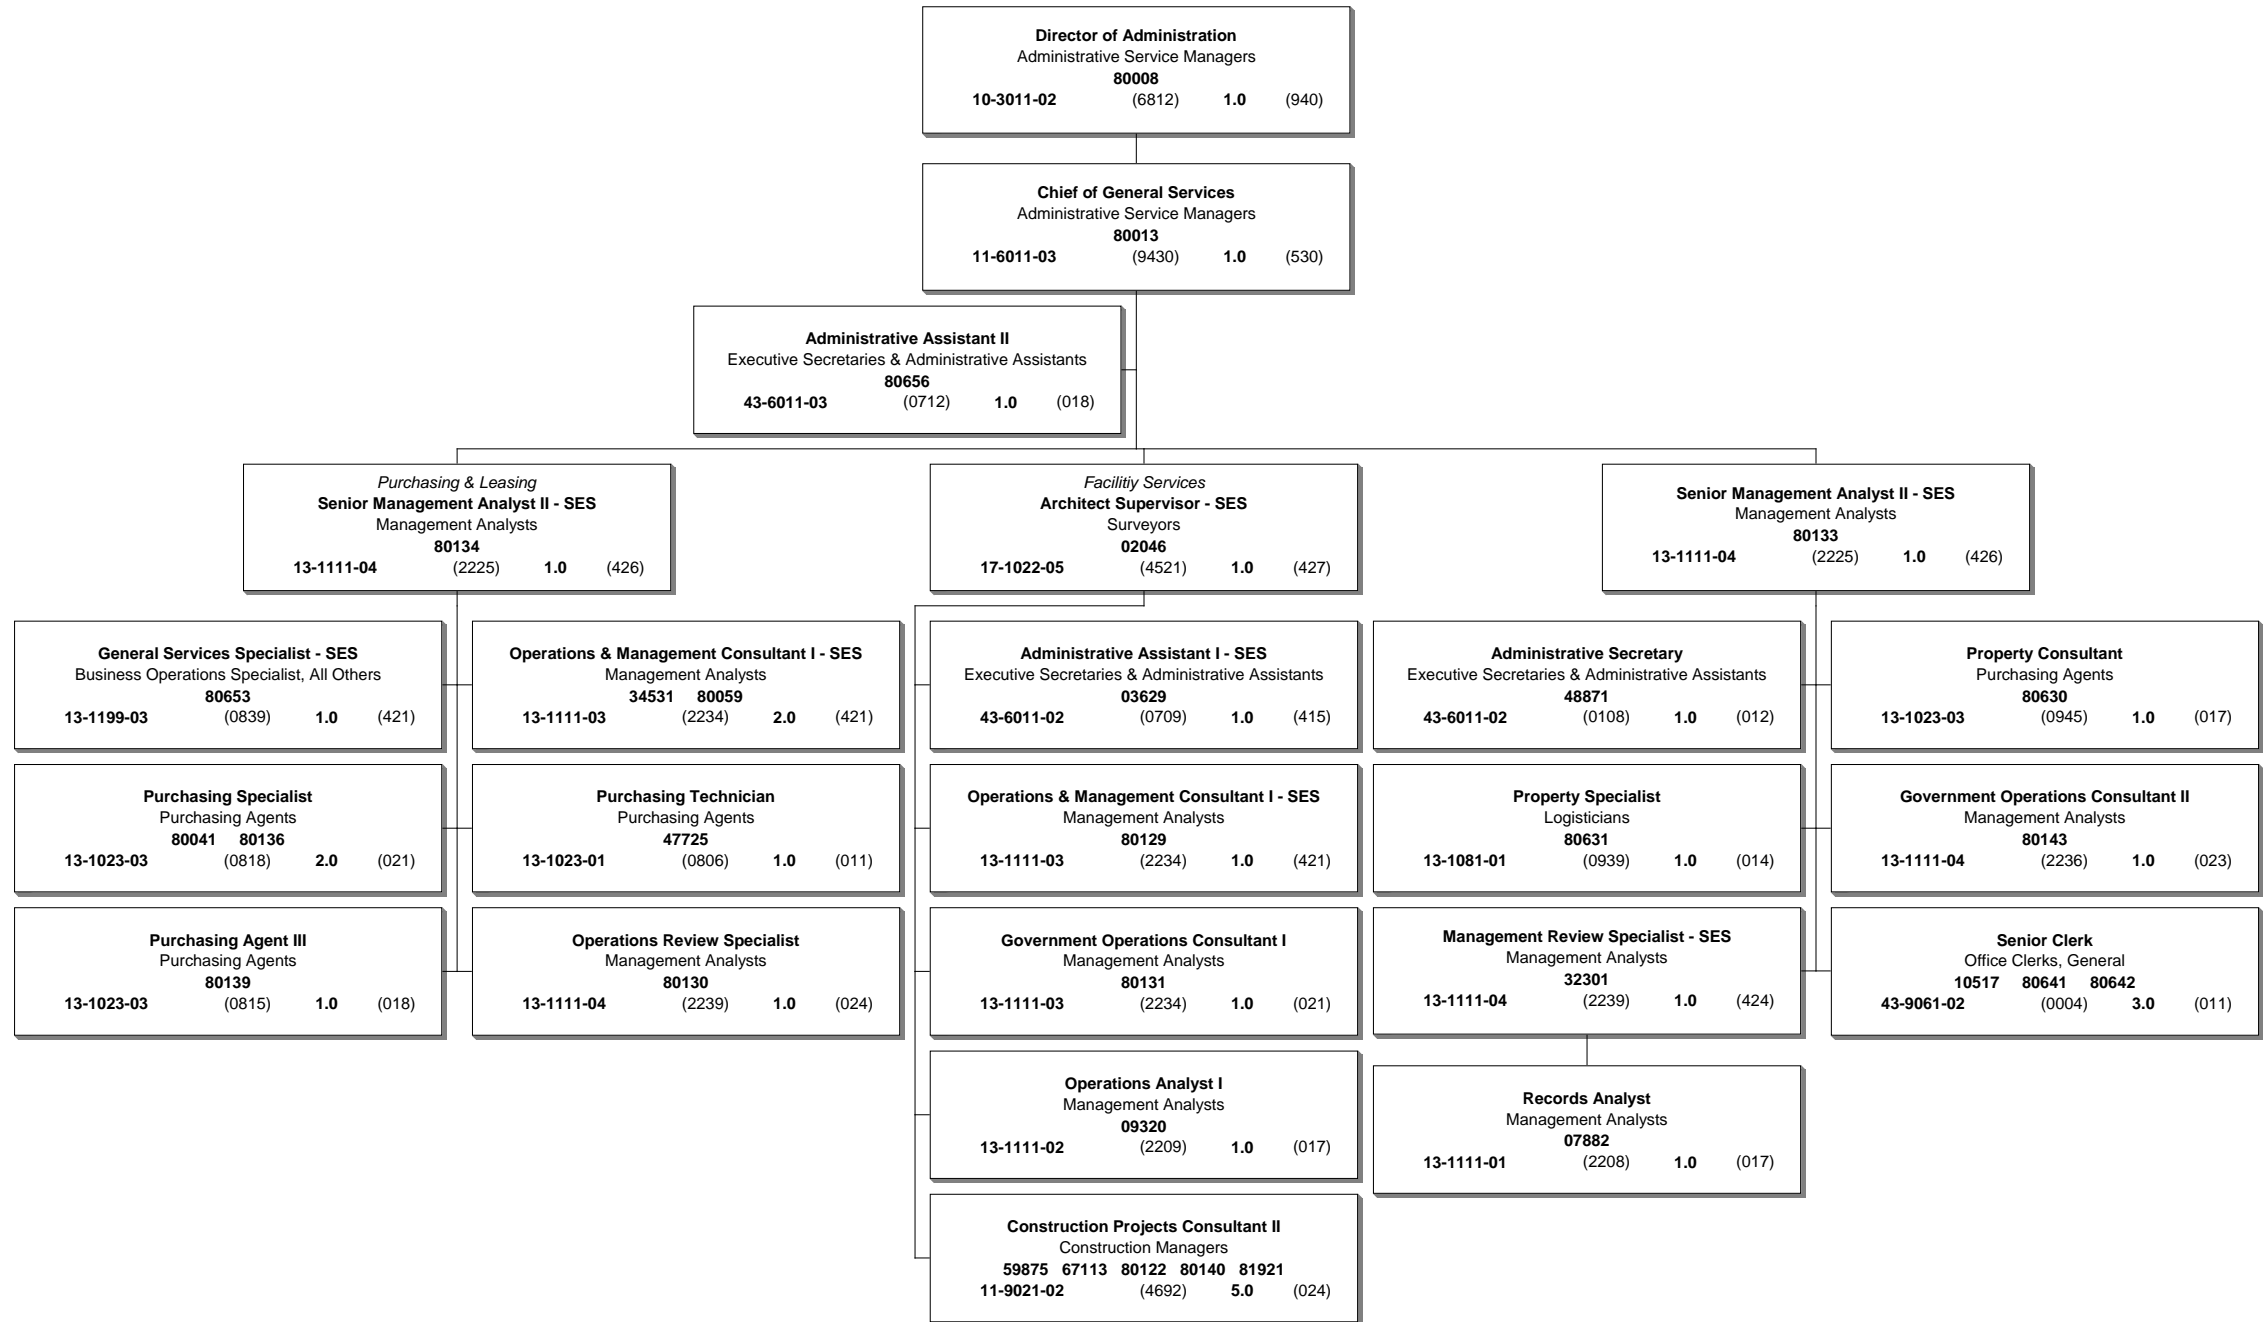 Director of Administration
Administrative Service Managers
80008
10-3011-02 (6812) 1.0 (940)
Chief of General Services
Administrative Service Managers
80013
11-6011-03 (9430) 1.0 (530)
Administrative Assistant II
Executive Secretaries & Administrative Assistants
80656
43-6011-03 (0712) 1.0 (018)
Purchasing & Leasing
Senior Management Analyst II - SES
Management Analysts
80134
13-1111-04 (2225) 1.0 (426)
Facilitiy Services
Architect Supervisor - SES
Surveyors
02046
17-1022-05 (4521) 1.0 (427)
Senior Management Analyst II - SES
Management Analysts
80133
13-1111-04 (2225) 1.0 (426)
General Services Specialist - SES
Business Operations Specialist, All Others
80653
13-1199-03 (0839) 1.0 (421)
Operations & Management Consultant I - SES
Management Analysts
34531 80059
13-1111-03 (2234) 2.0 (421)
Administrative Assistant I - SES
Executive Secretaries & Administrative Assistants
03629
43-6011-02 (0709) 1.0 (415)
Administrative Secretary
Executive Secretaries & Administrative Assistants
48871
43-6011-02 (0108) 1.0 (012)
Property Consultant
Purchasing Agents
80630
13-1023-03 (0945) 1.0 (017)
Purchasing Specialist
Purchasing Agents
80041 80136
13-1023-03 (0818) 2.0 (021)
Purchasing Technician
Purchasing Agents
47725
13-1023-01 (0806) 1.0 (011)
Operations & Management Consultant I - SES
Management Analysts
80129
13-1111-03 (2234) 1.0 (421)
Property Specialist
Logisticians
80631
13-1081-01 (0939) 1.0 (014)
Government Operations Consultant II
Management Analysts
80143
13-1111-04 (2236) 1.0 (023)
Purchasing Agent III
Purchasing Agents
80139
13-1023-03 (0815) 1.0 (018)
Operations Review Specialist
Management Analysts
80130
13-1111-04 (2239) 1.0 (024)
Government Operations Consultant I
Management Analysts
80131
13-1111-03 (2234) 1.0 (021)
Management Review Specialist - SES
Management Analysts
32301
13-1111-04 (2239) 1.0 (424)
Senior Clerk
Office Clerks, General
10517 80641 80642
43-9061-02 (0004) 3.0 (011)
Operations Analyst I
Management Analysts
09320
13-1111-02 (2209) 1.0 (017)
Records Analyst
Management Analysts
07882
13-1111-01 (2208) 1.0 (017)
Construction Projects Consultant II
Construction Managers
59875 67113 80122 80140 81921
11-9021-02 (4692) 5.0 (024)